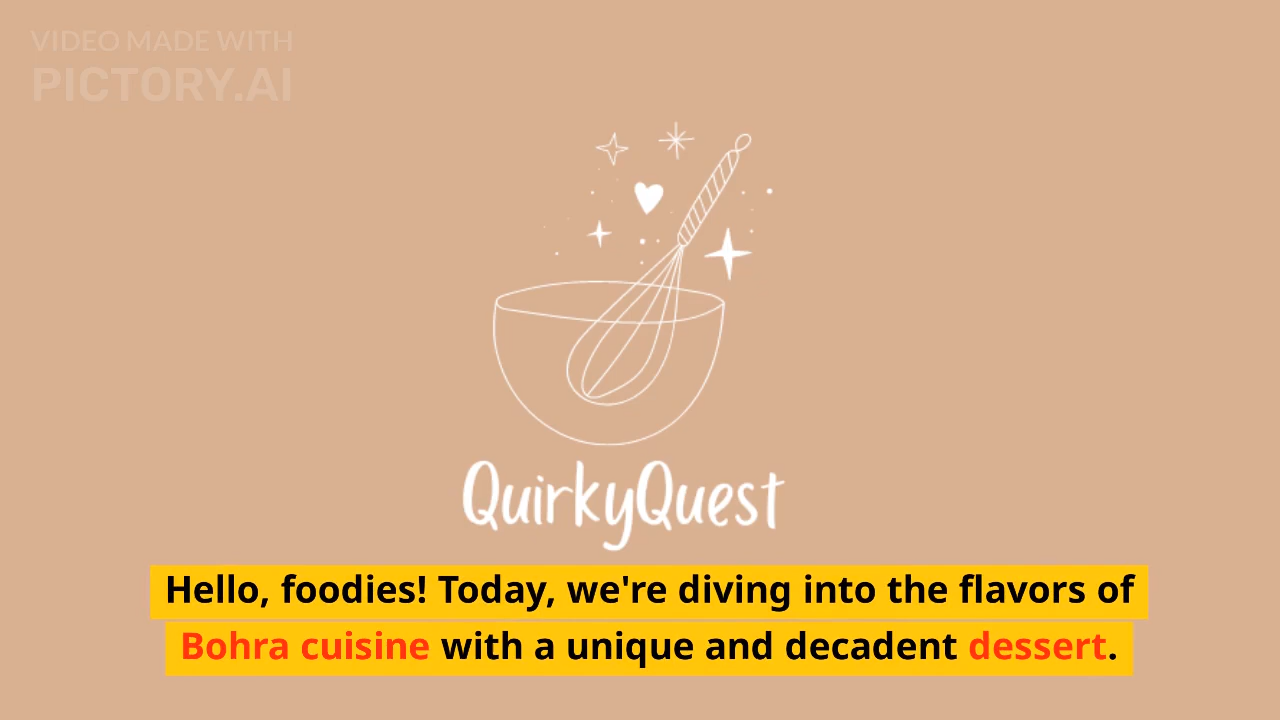 VIDEO MADE WITH
PICTORY.AI
QuirkyQuest
Hello, foodies! Today, we're diving into the flavors of
Bohra cuisine with a unique and decadent dessert.